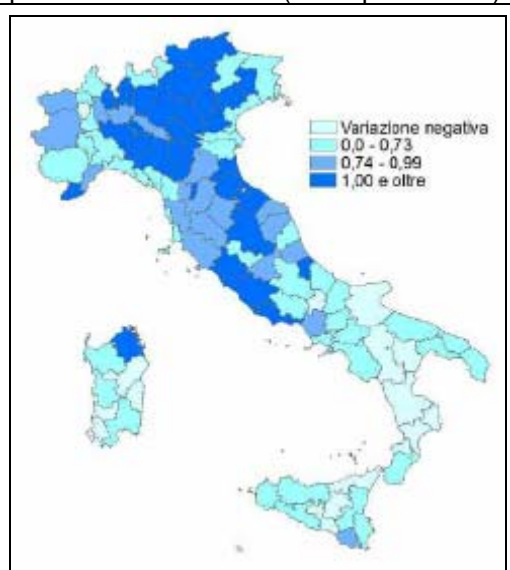 Variazione negativa
0,0 - 0,73
0,74 - 0,99
1,00 e oltre